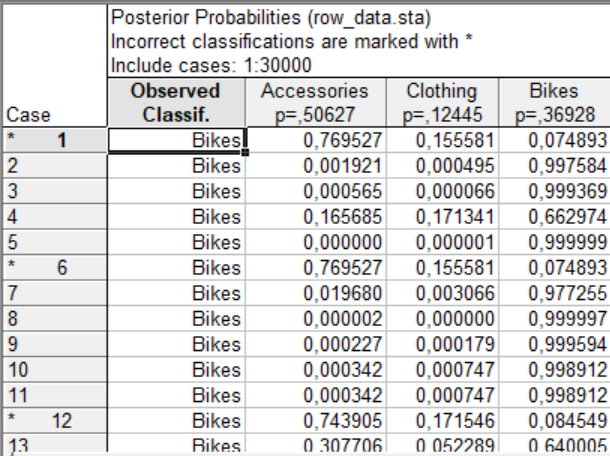 Posterior Probabilities (row_data.sta)
Incorrect classifications are marked with *
Include cases: 1:30000
Case Observed Classif. Accessories p=,50627 Clothing p=,12445 Bikes p=,36928
* 1 Bikes 0,769527 0,155581 0,074893
2 Bikes 0,001921 0,000495 0,997584
3 Bikes 0,000565 0,000066 0,999369
4 Bikes 0,165685 0,171341 0,662974
5 Bikes 0,000000 0,000001 0,999999
* 6 Bikes 0,769527 0,155581 0,074893
7 Bikes 0,019680 0,003066 0,977255
8 Bikes 0,000002 0,000000 0,999997
9 Bikes 0,000227 0,000179 0,999594
10 Bikes 0,000342 0,000747 0,998912
11 Bikes 0,000342 0,000747 0,998912
* 12 Bikes 0,743905 0,171546 0,084549
13 Bikes 0,307706 0,052289 0,640005